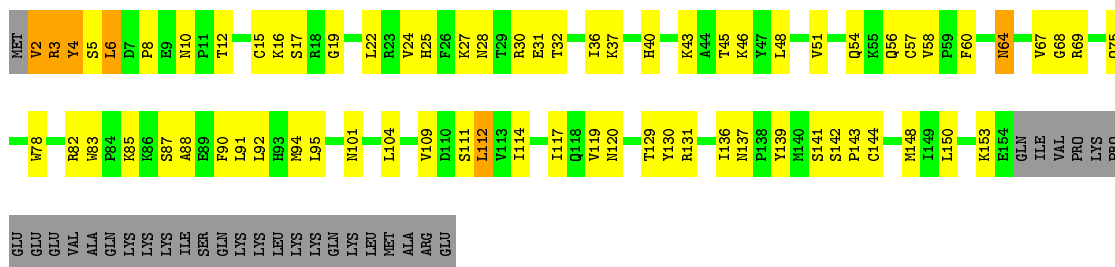 MET V2 R3 Y4 S5 L6 D7 P8 E9 N10 P11 T12 C15 K16 S17 R18 G19 L22 R23 V24 H25 F26 K27 N28 T29 R30 E31 T32 I36 K37 H40 K43 A44 T45 K46 Y47 L48 V51 Q54 K55 Q56 C57 V58 P59 F60 N64 V67 G68 R69
W78 R82 W83 P84 K85 K86 S87 A88 E89 F90 L91 L92 H93 M94 L95 N101 L104 V109 D110 S111 L112 V113 I114 I117 Q118 V119 N120 T129 Y130 R131 I136 N137 P138 Y139 M140 S141 S142 P143 C144 M148 I149 L150 K153 E154 GLN ILE VAL PRO LYS PRO
GLU GLU GLU VAL ALA GLN LYS LYS LYS ILE SER GLN LYS LYS LEU LYS LYS GLN LYS LEU MET ALA ARG GLU